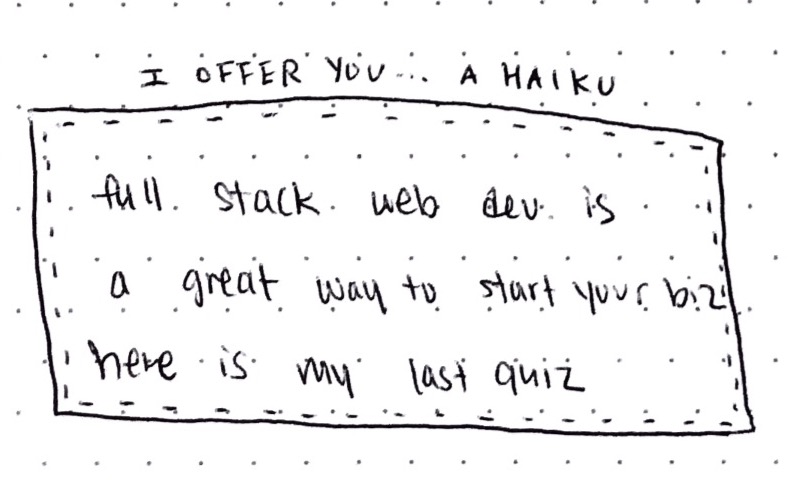 I OFFER YOU... A HAIKU
full stack web dev is
a great way to start your biz
here is my last quiz